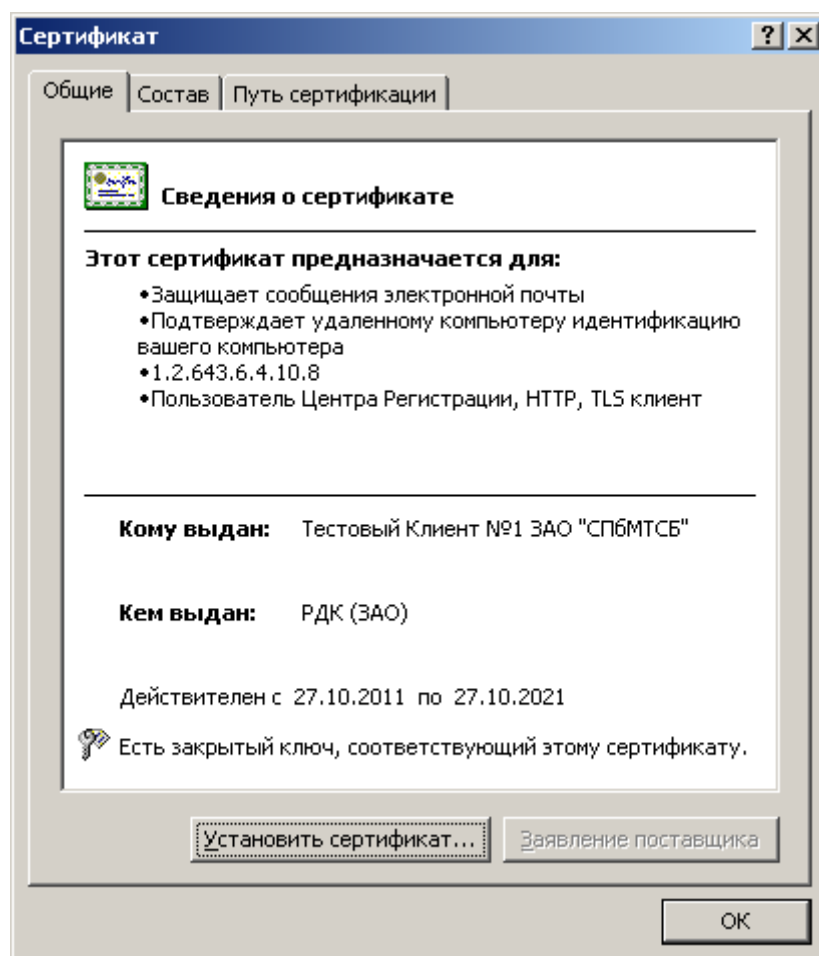 Сертификат
Общие Состав Путь сертификации
Сведения о сертификате
Этот сертификат предназначается для:
•Защищает сообщения электронной почты
•Подтверждает удаленному компьютеру идентификацию
вашего компьютера
•1.2.643.6.4.10.8
•Пользователь Центра Регистрации, HTTP, TLS клиент
Кому выдан: Тестовый Клиент №1 ЗАО "СПбМТСБ"
Кем выдан: РДК (ЗАО)
Действителен с 27.10.2011 по 27.10.2021
Есть закрытый ключ, соответствующий этому сертификату.
Установить сертификат... Заявление поставщика
ОК